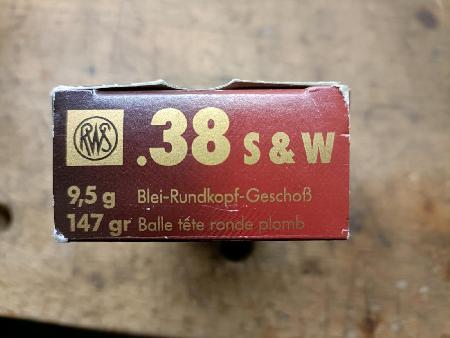 RWS .38 S & W
9,5 g Blei-Rundkopf-Geschoß
147 gr Balle tête ronde plomb